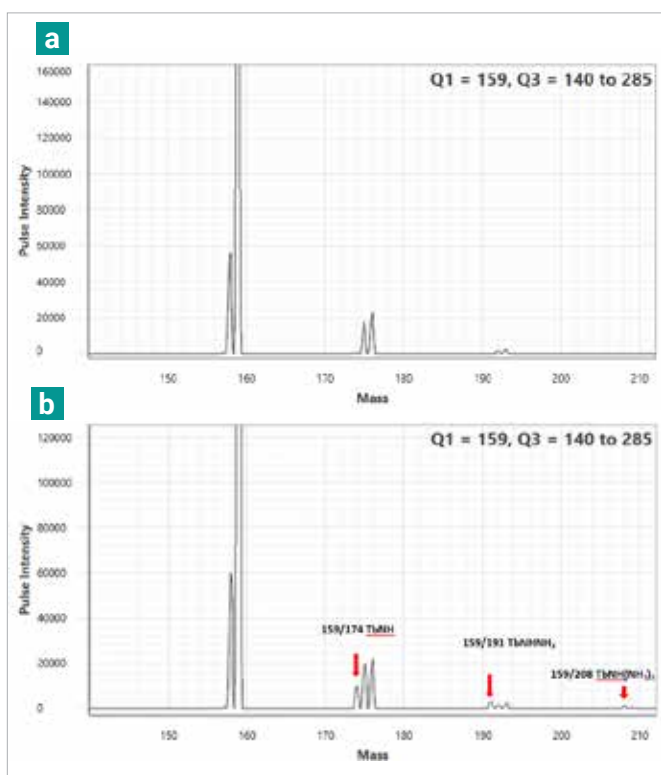 a
Q1 = 159, Q3 = 140 to 285
160000
140000
120000
100000
80000
60000
40000
20000
0
Pulse Intensity
150 160 170 180 190 200 210
Mass
b
Q1 = 159, Q3 = 140 to 285
120000
100000
80000
60000
40000
20000
0
Pulse Intensity
159/174 TbNH
159/191 TbNHNH₃
159/208 TbNH(NH₃)₂
150 160 170 180 190 200 210
Mass